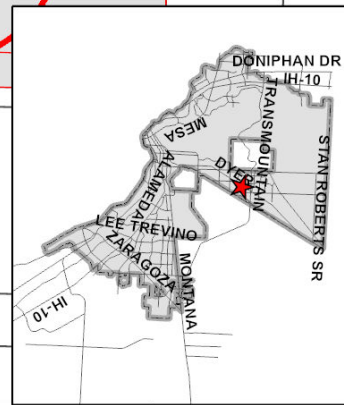 DONIPHAN DR
IH-10
TRANSMOUNTAIN
STAN ROBERTS SR
MESA
DYER
ALAMEDA
LEE TREVINO
ZARAGOZA
MONTANA
IH-10